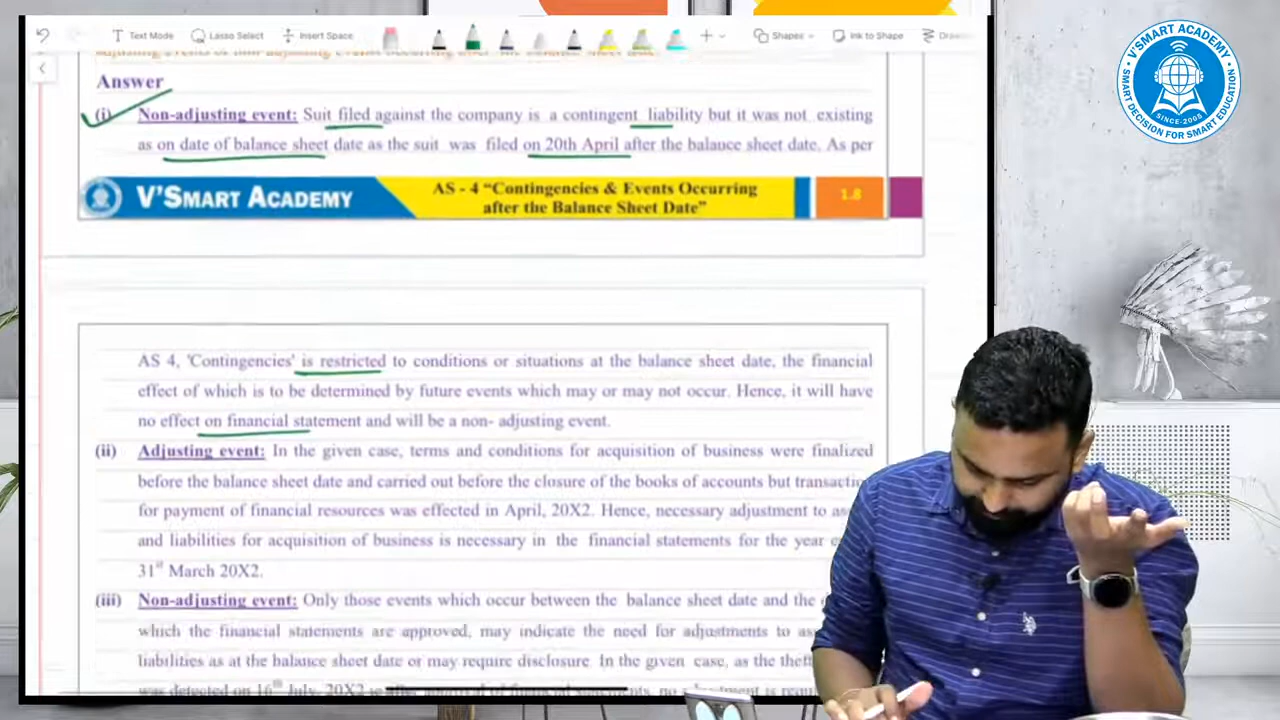 Text Mode
Lasso Select
Insert Space
Shapes
Ink to Shape
Answer
(i) Non-adjusting event: Suit filed against the company is a contingent liability but it was not existing
as on date of balance sheet date as the suit was filed on 20th April after the balance sheet date. As per
V'SMART ACADEMY
AS - 4 “Contingencies & Events Occurring
after the Balance Sheet Date”
1.8
AS 4, 'Contingencies' is restricted to conditions or situations at the balance sheet date, the financial
effect of which is to be determined by future events which may or may not occur. Hence, it will have
no effect on financial statement and will be a non- adjusting event.
(ii) Adjusting event: In the given case, terms and conditions for acquisition of business were finalized
before the balance sheet date and carried out before the closure of the books of accounts but
for payment of financial resources was effected in April, 20X2. Hence, necessary adjustment to
and liabilities for acquisition of business is necessary in the financial statements for the year
31st March 20X2.
(iii) Non-adjusting event: Only those events which occur between the balance sheet date and the
which the financial statements are approved, may indicate the need for adjustments to
liabilities as at the balance sheet date or may require disclosure. In the given case, as the
was detected on 16th July, 20X2
V'SMART ACADEMY
SINCE-2005
SMART DECISION FOR SMART EDUCATION